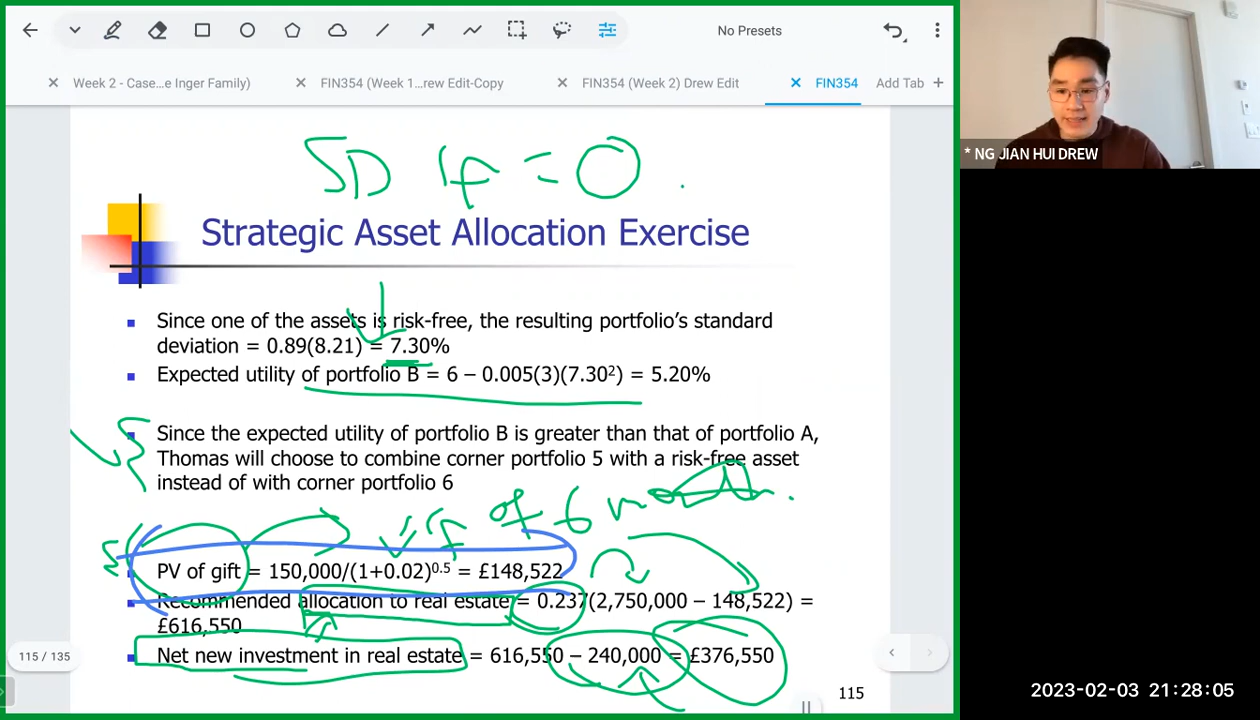 No Presets
Week 2 - Case...e Inger Family)
FIN354 (Week 1...rew Edit-Copy
FIN354 (Week 2) Drew Edit
FIN354
Add Tab +
* NG JIAN HUI DREW
SD rf = 0.
Strategic Asset Allocation Exercise
Since one of the assets is risk-free, the resulting portfolio's standard
deviation = 0.89(8.21) = 7.30%
Expected utility of portfolio B = 6 – 0.005(3)(7.30²) = 5.20%
Since the expected utility of portfolio B is greater than that of portfolio A,
Thomas will choose to combine corner portfolio 5 with a risk-free asset
instead of with corner portfolio 6
rf of 6 month.
PV of gift = 150,000/(1+0.02)⁰·⁵ = £148,522
Recommended allocation to real estate = 0.237(2,750,000 – 148,522) =
£616,550
Net new investment in real estate = 616,550 – 240,000 = £376,550
115 / 135
115
2023-02-03 21:28:05